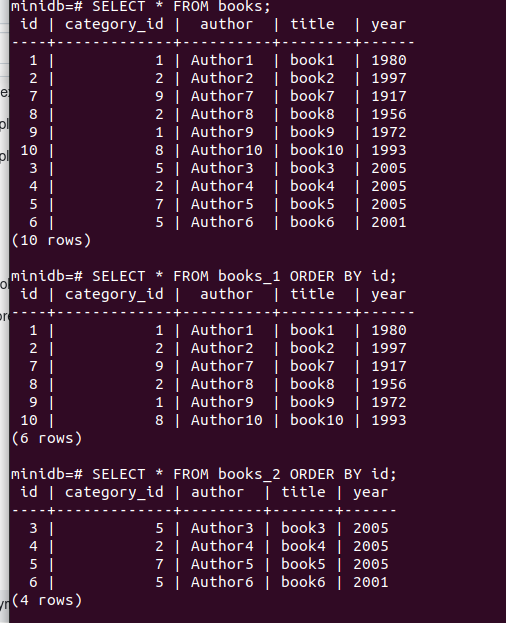 minidb=# SELECT * FROM books;
 id | category_id |  author  | title  | year
----+-------------+----------+--------+------
  1 |           1 | Author1  | book1  | 1980
  2 |           2 | Author2  | book2  | 1997
  7 |           9 | Author7  | book7  | 1917
  8 |           2 | Author8  | book8  | 1956
  9 |           1 | Author9  | book9  | 1972
 10 |           8 | Author10 | book10 | 1993
  3 |           5 | Author3  | book3  | 2005
  4 |           2 | Author4  | book4  | 2005
  5 |           7 | Author5  | book5  | 2005
  6 |           5 | Author6  | book6  | 2001
(10 rows)

minidb=# SELECT * FROM books_1 ORDER BY id;
 id | category_id |  author  | title  | year
----+-------------+----------+--------+------
  1 |           1 | Author1  | book1  | 1980
  2 |           2 | Author2  | book2  | 1997
  7 |           9 | Author7  | book7  | 1917
  8 |           2 | Author8  | book8  | 1956
  9 |           1 | Author9  | book9  | 1972
 10 |           8 | Author10 | book10 | 1993
(6 rows)

minidb=# SELECT * FROM books_2 ORDER BY id;
 id | category_id | author  | title | year
----+-------------+---------+-------+------
  3 |           5 | Author3 | book3 | 2005
  4 |           2 | Author4 | book4 | 2005
  5 |           7 | Author5 | book5 | 2005
  6 |           5 | Author6 | book6 | 2001
(4 rows)